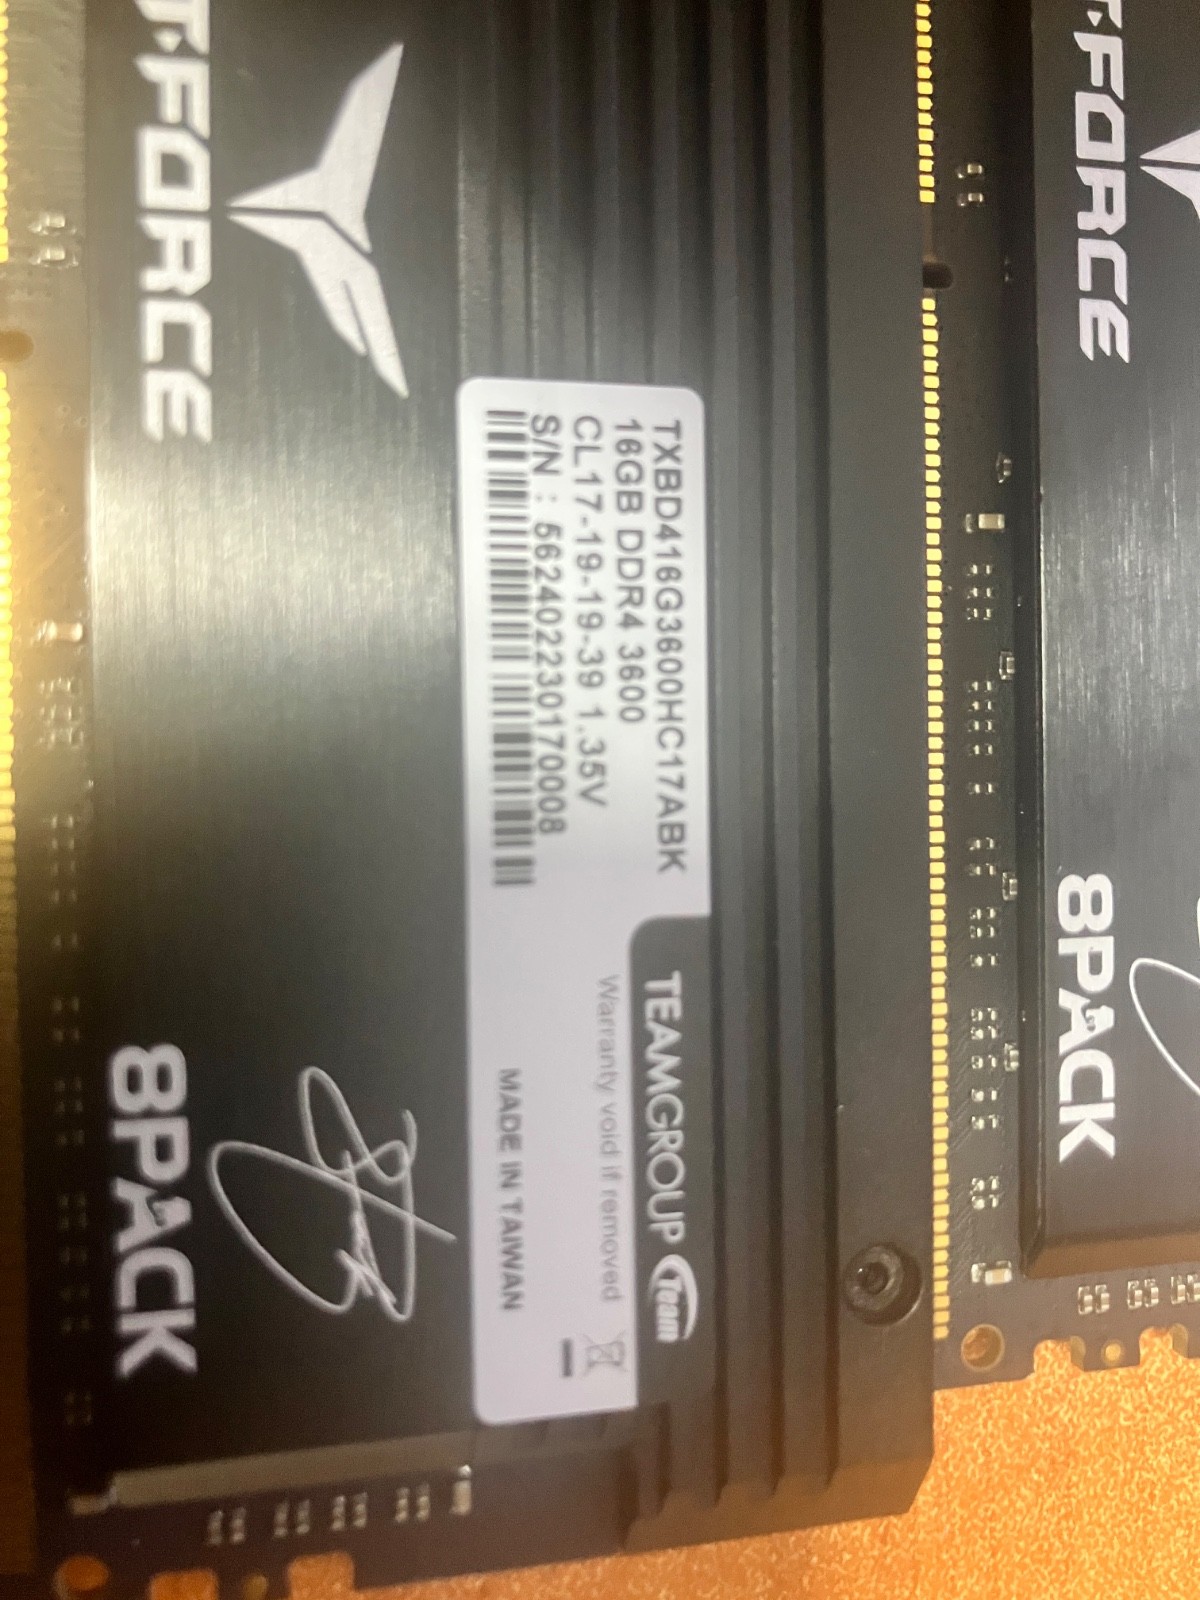 T-FORCE
TXBD416G3600HC17ABK
16GB DDR4 3600
CL17-19-19-39 1.35V
S/N : 562402230170008
TEAMGROUP Team
Warranty void if removed
MADE IN TAIWAN
8PACK
T-FORCE
8PACK